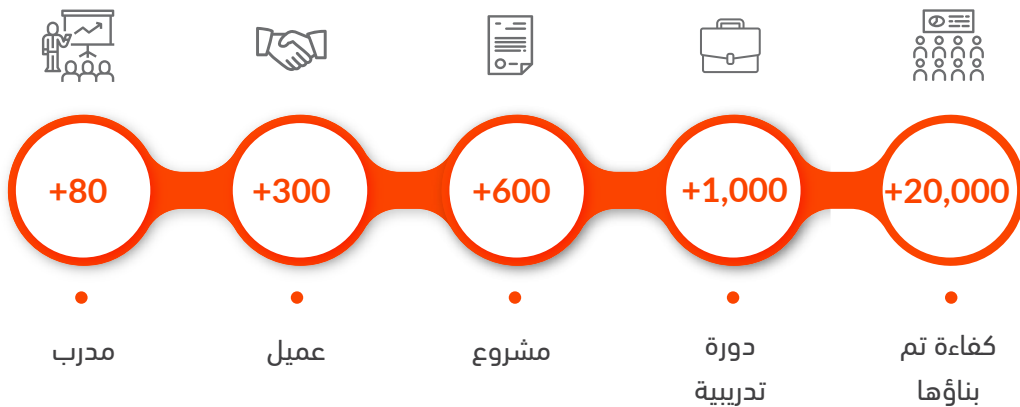 +20,000
كفاءة تم
بناؤها
+1,000
دورة
تدريبية
+600
مشروع
+300
عميل
+80
مدرب